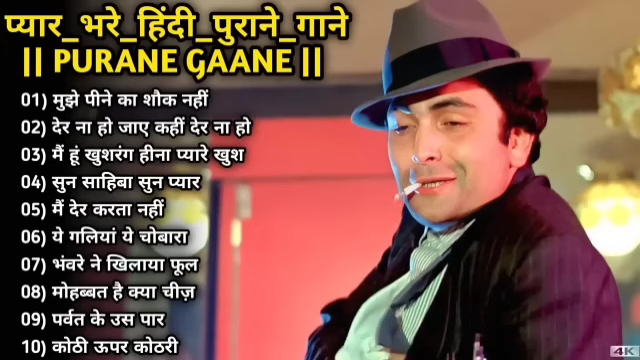 प्यार_भरे_हिंदी_पुराने_गाने
|| PURANE GAANE ||
01) मुझे पीने का शौक नहीं
02) देर ना हो जाए कहीं देर ना हो
03) मैं हूं खुशरंग हीना प्यारे खुश
04) सुन साहिबा सुन प्यार
05) मैं देर करता नहीं
06) ये गलियां ये चोबारा
07) भंवरे ने खिलाया फूल
08) मोहब्बत है क्या चीज़
09) पर्वत के उस पार
10) कोठी ऊपर कोठरी
4K